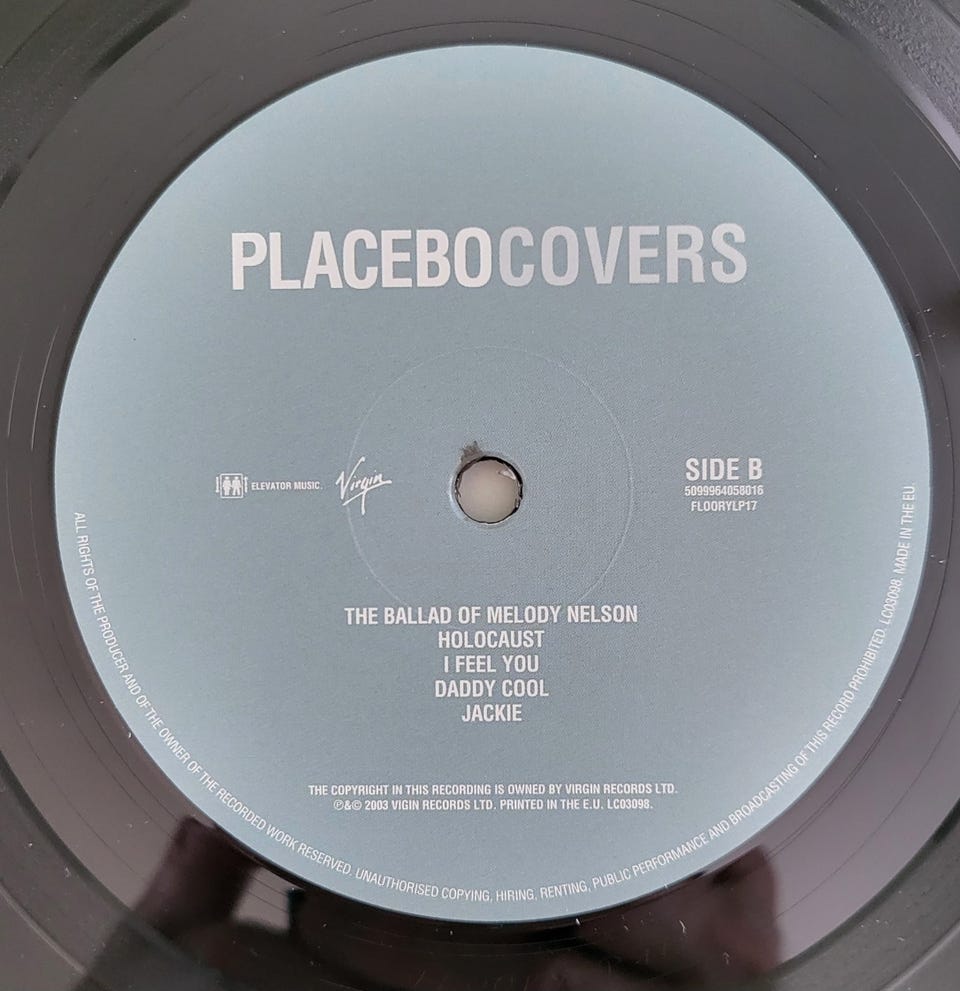 PLACEBOCOVERS
ELEVATOR MUSIC.
Virgin
SIDE B
5099964058016
FLOORYLP17
THE BALLAD OF MELODY NELSON
HOLOCAUST
I FEEL YOU
DADDY COOL
JACKIE
THE COPYRIGHT IN THIS RECORDING IS OWNED BY VIRGIN RECORDS LTD.
℗&© 2003 VIGIN RECORDS LTD. PRINTED IN THE E.U. LC03098.
ALL RIGHTS OF THE PRODUCER AND OF THE OWNER OF THE RECORDED WORK RESERVED. UNAUTHORISED COPYING, HIRING, RENTING, PUBLIC PERFORMANCE AND BROADCASTING OF THIS RECORD PROHIBITED. LC03098. MADE IN THE EU.